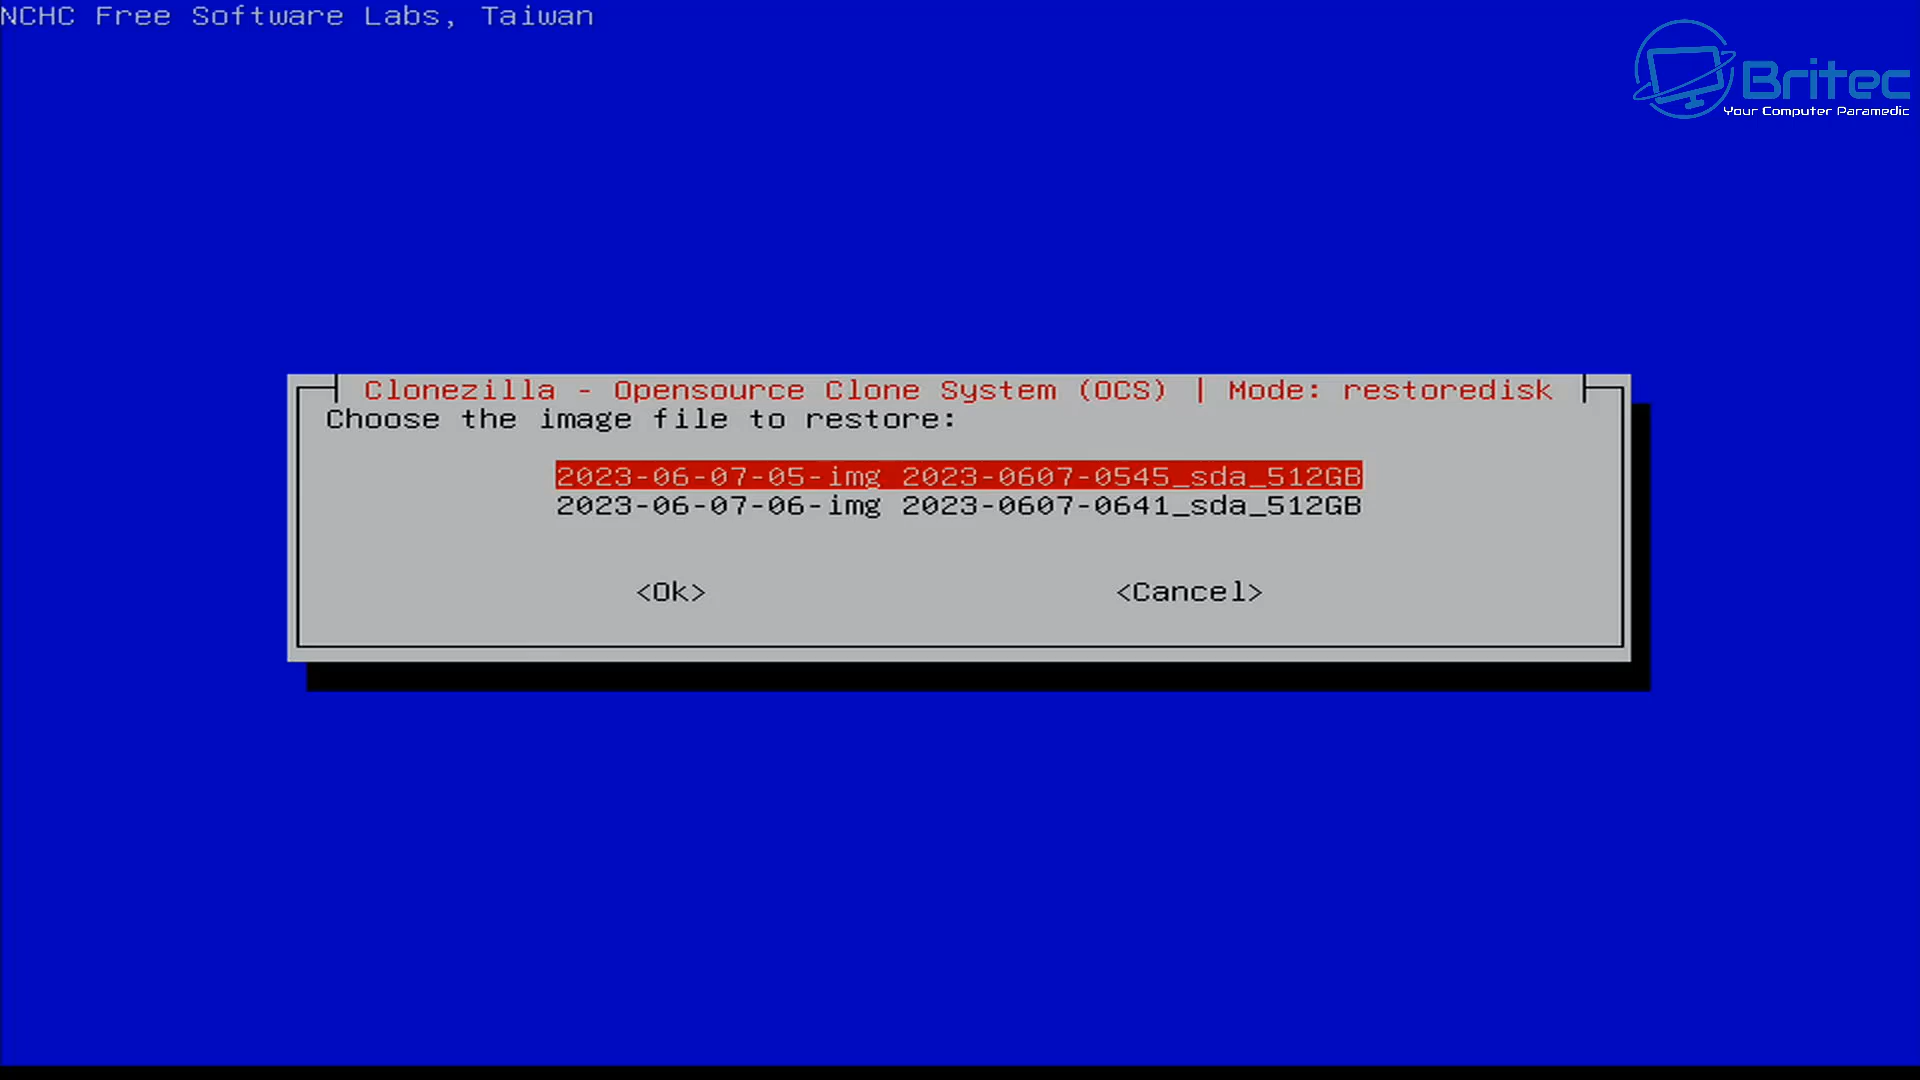 NCHC Free Software Labs, Taiwan
Britec
Your Computer Paramedic
Clonezilla - Opensource Clone System (OCS) | Mode: restoredisk
Choose the image file to restore:
2023-06-07-05-img 2023-0607-0545_sda_512GB
2023-06-07-06-img 2023-0607-0641_sda_512GB
<Ok> <Cancel>